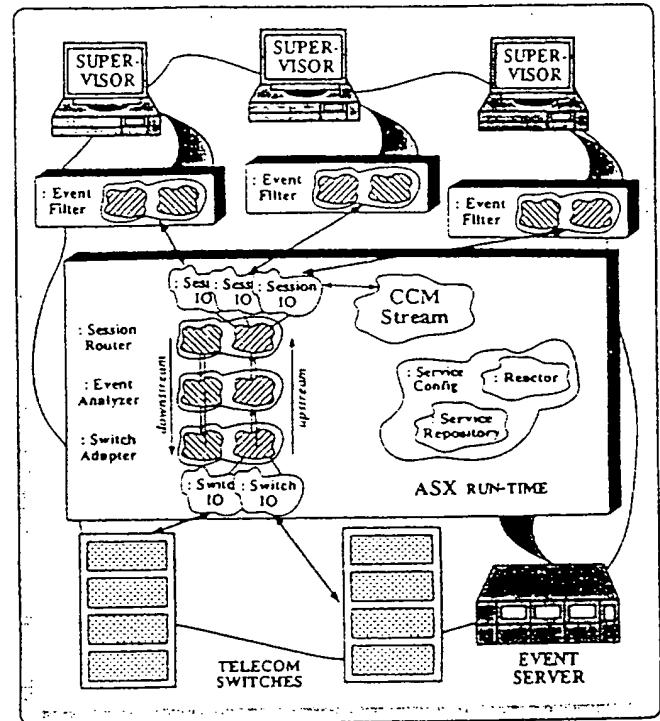 SUPER-
VISOR
SUPER-
VISOR
SUPER-
VISOR
: Event
Filter
: Event
Filter
: Event
Filter
: Sessi
IO
: Sessi
IO
: Session
IO
CCM
Stream
: Session
Router
: Event
Analyzer
: Switch
Adapter
downstream
upstream
: Service
Config
: Reactor
Service
Repository
: Switch
IO
: Switch
IO
ASX RUN-TIME
TELECOM
SWITCHES
EVENT
SERVER